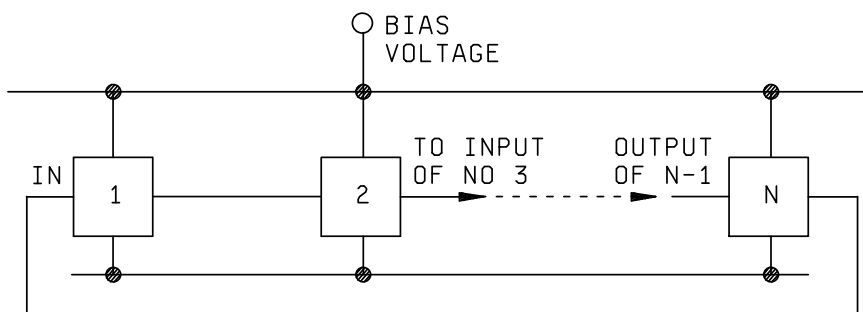 BIAS
VOLTAGE
TO INPUT
OF NO 3
OUTPUT
OF N-1
IN
1
2
N